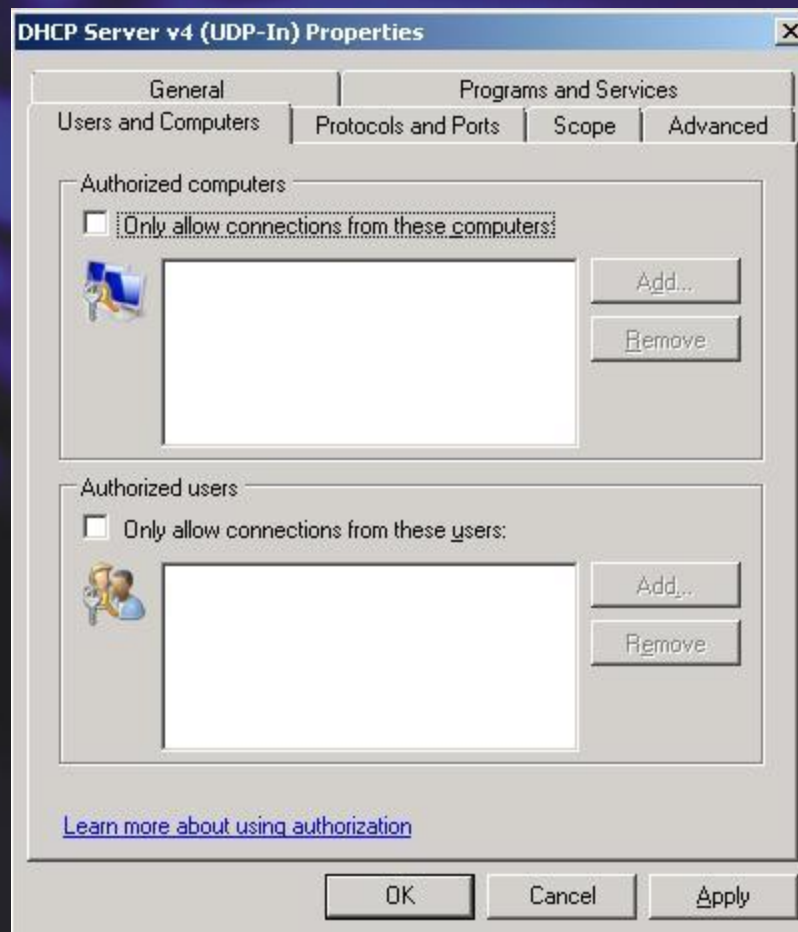 DHCP Server v4 (UDP-In) Properties
General Programs and Services
Users and Computers Protocols and Ports Scope Advanced
Authorized computers
Only allow connections from these computers:
Add...
Remove
Authorized users
Only allow connections from these users:
Add...
Remove
Learn more about using authorization
OK Cancel Apply